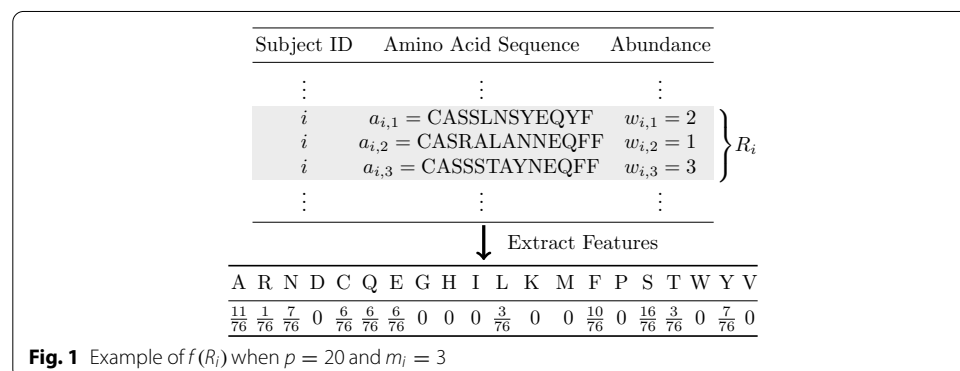 Subject ID Amino Acid Sequence Abundance
⋮ ⋮ ⋮
i a_{i,1} = CASSLNSYEQYF w_{i,1} = 2
i a_{i,2} = CASRALANNEQFF w_{i,2} = 1 } R_i
i a_{i,3} = CASSSTAYNEQFF w_{i,3} = 3
⋮ ⋮ ⋮
Extract Features
A R N D C Q E G H I L K M F P S T W Y V
11/76 1/76 7/76 0 6/76 6/76 6/76 0 0 0 3/76 0 0 10/76 0 16/76 3/76 0 7/76 0
Fig. 1 Example of f(R_i) when p = 20 and m_i = 3